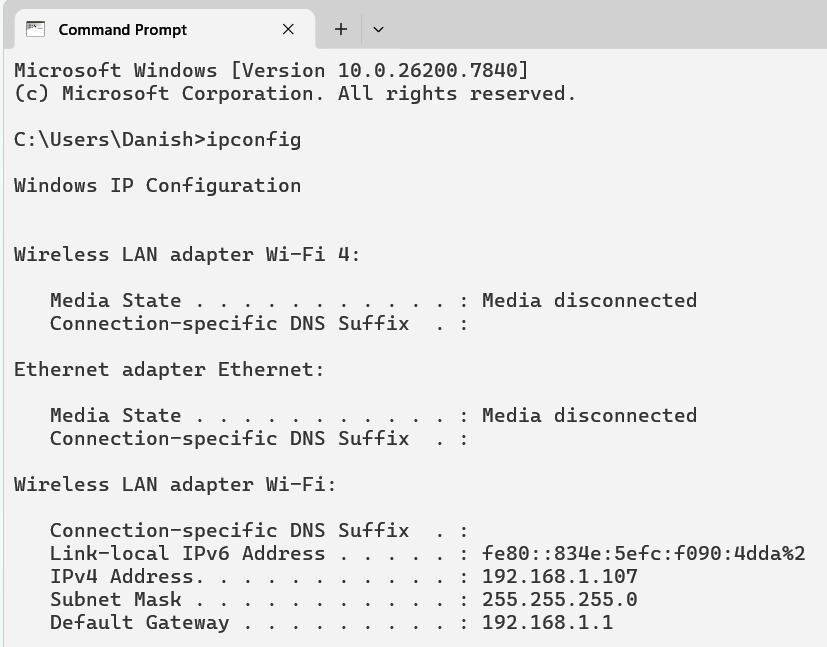 Command Prompt
Microsoft Windows [Version 10.0.26200.7840]
(c) Microsoft Corporation. All rights reserved.
C:\Users\Danish>ipconfig
Windows IP Configuration
Wireless LAN adapter Wi-Fi 4:
Media State . . . . . . . . . . . : Media disconnected
Connection-specific DNS Suffix  . :
Ethernet adapter Ethernet:
Media State . . . . . . . . . . . : Media disconnected
Connection-specific DNS Suffix  . :
Wireless LAN adapter Wi-Fi:
Connection-specific DNS Suffix  . :
Link-local IPv6 Address . . . . . : fe80::834e:5efc:f090:4dda%2
IPv4 Address. . . . . . . . . . . : 192.168.1.107
Subnet Mask . . . . . . . . . . . : 255.255.255.0
Default Gateway . . . . . . . . . : 192.168.1.1